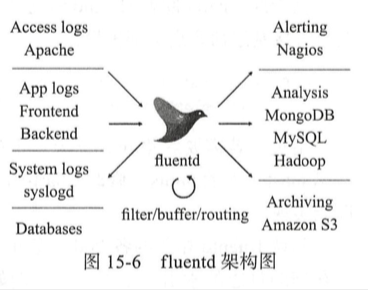 Access logs
Apache
App logs
Frontend
Backend
System logs
syslogd
Databases
fluentd
filter/buffer/routing
Alerting
Nagios
Analysis
MongoDB
MySQL
Hadoop
Archiving
Amazon S3
图 15-6 fluentd 架构图